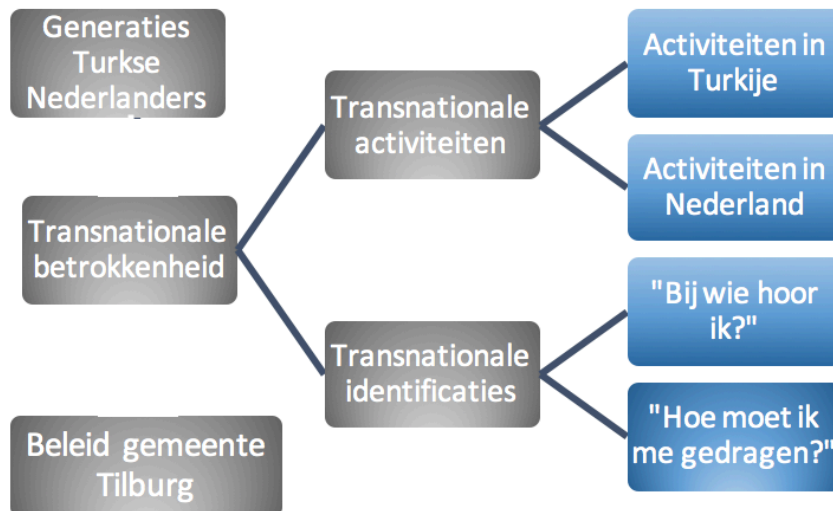 Generaties
Turkse
Nederlanders
Transnationale
betrokkenheid
Beleid gemeente
Tilburg
Transnationale
activiteiten
Transnationale
identificaties
Activiteiten in
Turkije
Activiteiten in
Nederland
"Bij wie hoor
ik?"
"Hoe moet ik
me gedragen?"